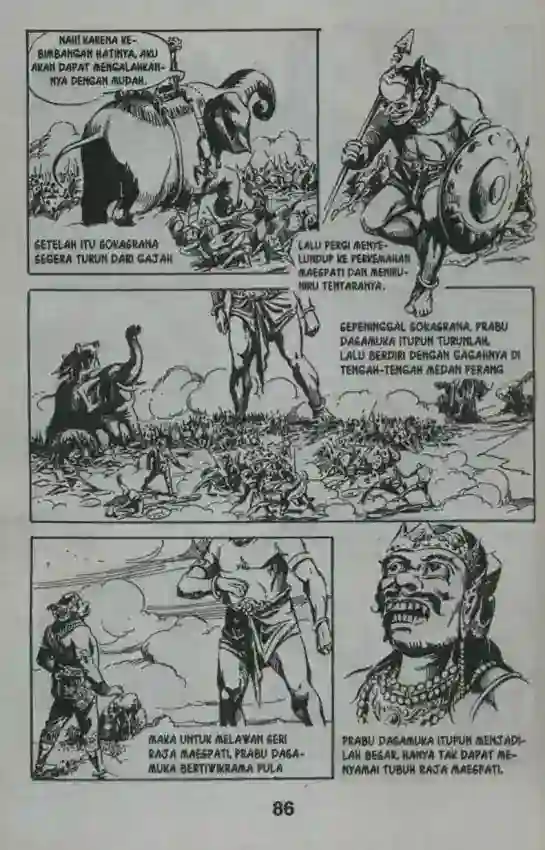 NAH! KARENA KE-
BIMBANGAN HATINYA, AKU
AKAN DAPAT MENGALAHKAN-
NYA DENGAN MUDAH.
SETELAH ITU SOKASRANA
SEGERA TURUN DARI GAJAH
LALU PERGI MENYE-
LUNDUP KE PERKEMAHAN
MAESPATI DAN MENIRU-
NIRU TENTARANYA.
SEPENINGGAL SOKASRANA, PRABU
DASAMUKA ITUPUN TURUNLAH.
LALU BERDIRI DENGAN GAGAHNYA DI
TENGAH-TENGAH MEDAN PERANG
MAKA UNTUK MELAWAN SERI
RAJA MAESPATI, PRABU DASA-
MUKA BERTIWIKRAMA PULA
PRABU DASAMUKA ITUPUN MENJADI-
LAH BESAR, HANYA TAK DAPAT ME-
NYAMAI TUBUH RAJA MAESPATI.
86